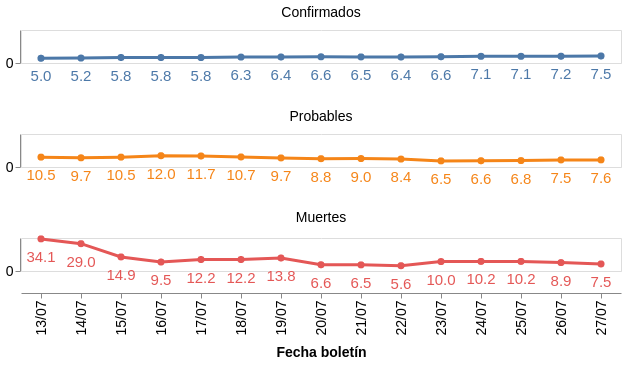 Confirmados
0
5.0 5.2 5.8 5.8 5.8 6.3 6.4 6.6 6.5 6.4 6.6 7.1 7.1 7.2 7.5
Probables
0
10.5 9.7 10.5 12.0 11.7 10.7 9.7 8.8 9.0 8.4 6.5 6.6 6.8 7.5 7.6
Muertes
0
34.1 29.0 14.9 9.5 12.2 12.2 13.8 6.6 6.5 5.6 10.0 10.2 10.2 8.9 7.5
13/07 14/07 15/07 16/07 17/07 18/07 19/07 20/07 21/07 22/07 23/07 24/07 25/07 26/07 27/07
Fecha boletín